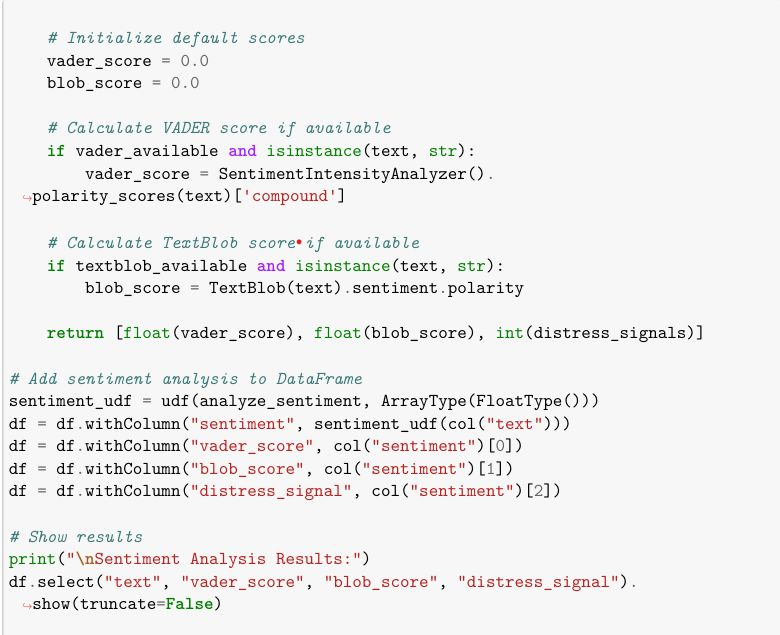 # Initialize default scores
vader_score = 0.0
blob_score = 0.0
# Calculate VADER score if available
if vader_available and isinstance(text, str):
vader_score = SentimentIntensityAnalyzer().
↪polarity_scores(text)['compound']
# Calculate TextBlob score if available
if textblob_available and isinstance(text, str):
blob_score = TextBlob(text).sentiment.polarity
return [float(vader_score), float(blob_score), int(distress_signals)]
# Add sentiment analysis to DataFrame
sentiment_udf = udf(analyze_sentiment, ArrayType(FloatType()))
df = df.withColumn("sentiment", sentiment_udf(col("text")))
df = df.withColumn("vader_score", col("sentiment")[0])
df = df.withColumn("blob_score", col("sentiment")[1])
df = df.withColumn("distress_signal", col("sentiment")[2])
# Show results
print("\nSentiment Analysis Results:")
df.select("text", "vader_score", "blob_score", "distress_signal").
↪show(truncate=False)